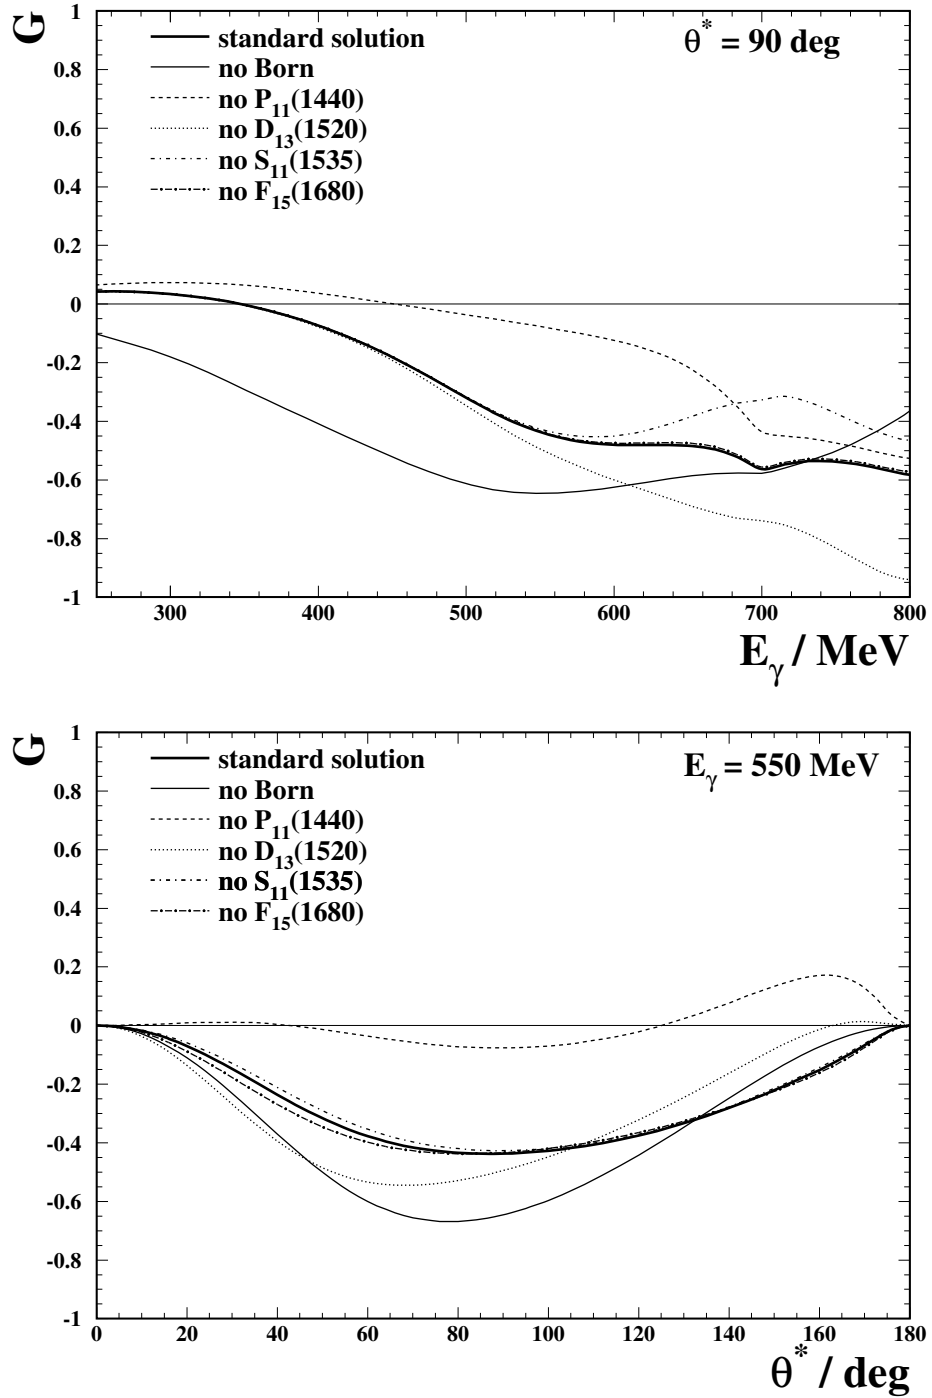 G
θ* = 90 deg
standard solution
no Born
no P11(1440)
no D13(1520)
no S11(1535)
no F15(1680)
1
0.8
0.6
0.4
0.2
0
-0.2
-0.4
-0.6
-0.8
-1
300 400 500 600 700 800
Eγ / MeV
G
Eγ = 550 MeV
standard solution
no Born
no P11(1440)
no D13(1520)
no S11(1535)
no F15(1680)
1
0.8
0.6
0.4
0.2
0
-0.2
-0.4
-0.6
-0.8
-1
0 20 40 60 80 100 120 140 160 180
θ* / deg